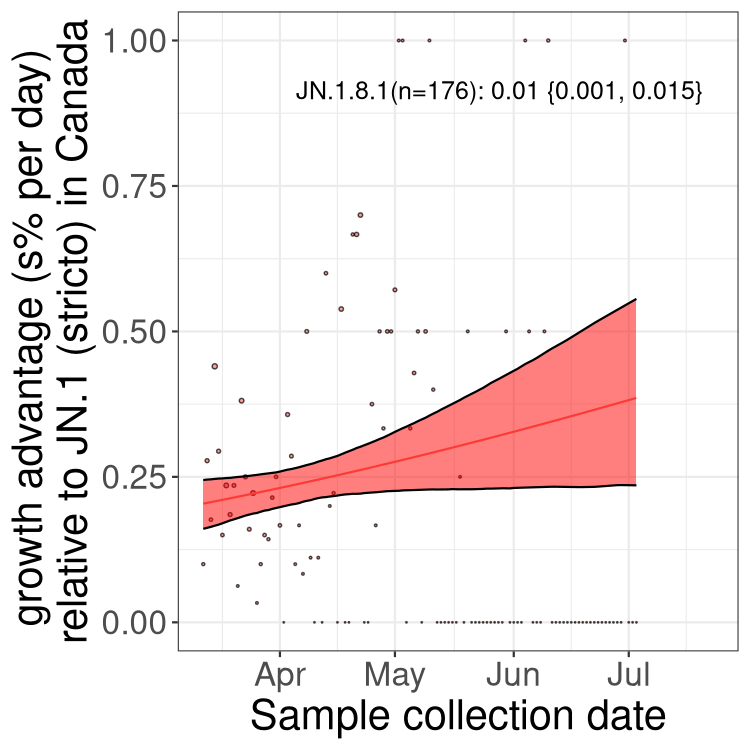 growth advantage (s% per day)
relative to JN.1 (stricto) in Canada
1.00
0.75
0.50
0.25
0.00
JN.1.8.1(n=176): 0.01 {0.001, 0.015}
Apr May Jun Jul
Sample collection date